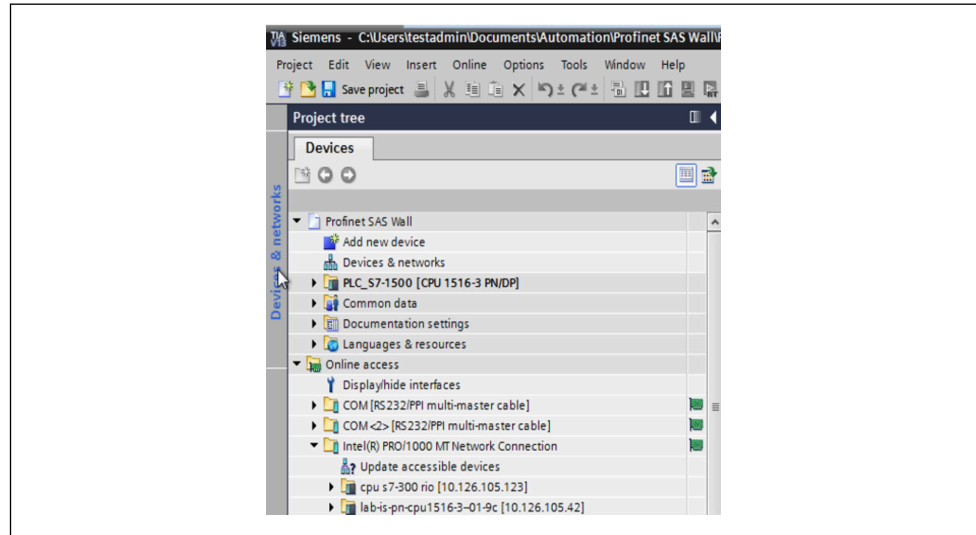 TIA V13 Siemens - C:\Users\testadmin\Documents\Automation\Profinet SAS Wall\
Project Edit View Insert Online Options Tools Window Help
Save project
Project tree
Devices
Devices & networks
Profinet SAS Wall
Add new device
Devices & networks
PLC_S7-1500 [CPU 1516-3 PN/DP]
Common data
Documentation settings
Languages & resources
Online access
Display/hide interfaces
COM [RS232/PPI multi-master cable]
COM <2> [RS232/PPI multi-master cable]
Intel(R) PRO/1000 MT Network Connection
Update accessible devices
cpu s7-300 rio [10.126.105.123]
lab-is-pn-cpu1516-3-01-9c [10.126.105.42]